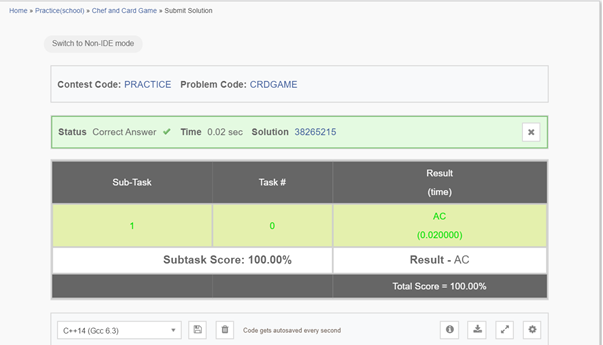 Home » Practice(school) » Chef and Card Game » Submit Solution
Switch to Non-IDE mode
Contest Code: PRACTICE Problem Code: CRDGAME
Status Correct Answer ✔ Time 0.02 sec Solution 38265215 ✖
Sub-Task Task # Result
(time)
1 0 AC
(0.020000)
Subtask Score: 100.00% Result - AC
Total Score = 100.00%
C++14 (Gcc 6.3) Code gets autosaved every second